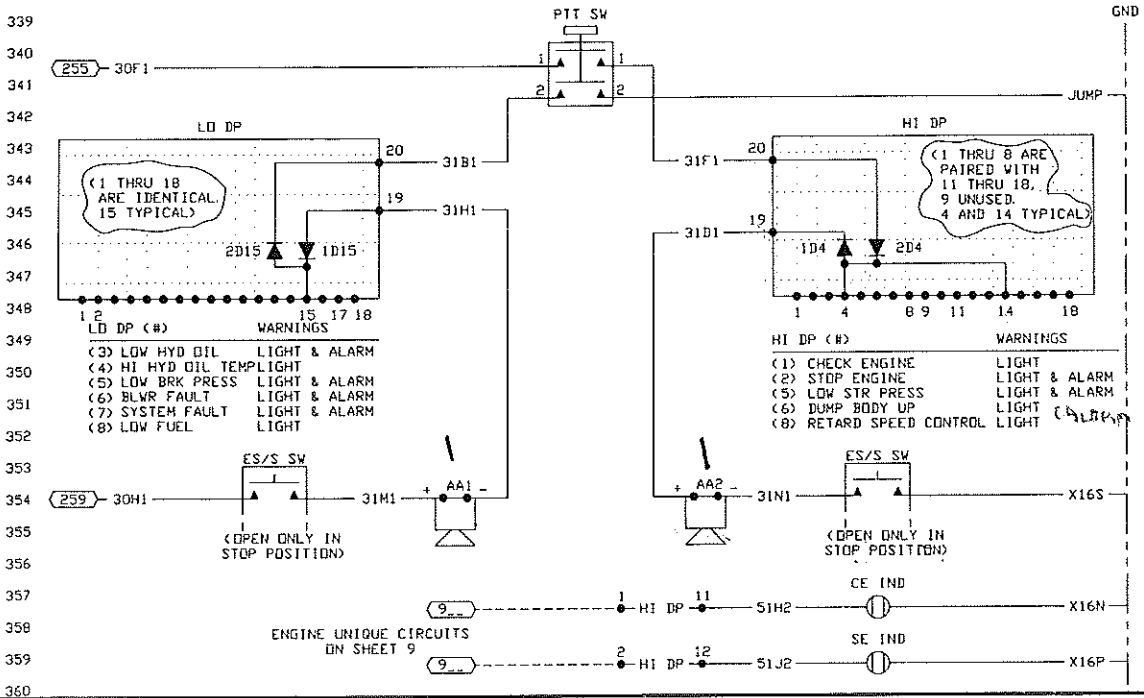 339
340
341
342
343
344
345
346
347
348
349
350
351
352
353
354
355
356
357
358
359
360
PTT SW
GND
255
30F1
1
1
2
2
JUMP
LO DP
(1 THRU 18
ARE IDENTICAL.
15 TYPICAL)
20
31B1
19
31H1
2D15
1D15
1 2
15
17 18
HI DP
20
31F1
19
31D1
(1 THRU 8 ARE
PAIRED WITH
11 THRU 18,
9 UNUSED.
4 AND 14 TYPICAL)
1D4
2D4
1
4
8 9
11
14
18
LO DP (#) WARNINGS
(3) LOW HYD OIL LIGHT & ALARM
(4) HI HYD OIL TEMP LIGHT
(5) LOW BRK PRESS LIGHT & ALARM
(6) BLWR FAULT LIGHT & ALARM
(7) SYSTEM FAULT LIGHT & ALARM
(8) LOW FUEL LIGHT
HI DP (#) WARNINGS
(1) CHECK ENGINE LIGHT
(2) STOP ENGINE LIGHT & ALARM
(5) LOW STR PRESS LIGHT & ALARM
(6) DUMP BODY UP LIGHT
(8) RETARD SPEED CONTROL LIGHT
ES/S SW
259
30H1
31M1
+ AA1 -
(OPEN ONLY IN
STOP POSITION)
+ AA2 -
31N1
ES/S SW
X16S
(OPEN ONLY IN
STOP POSITION)
CE IND
9__
1
HI DP
11
51H2
X16N
ENGINE UNIQUE CIRCUITS
ON SHEET 9
SE IND
9__
2
HI DP
12
51J2
X16P